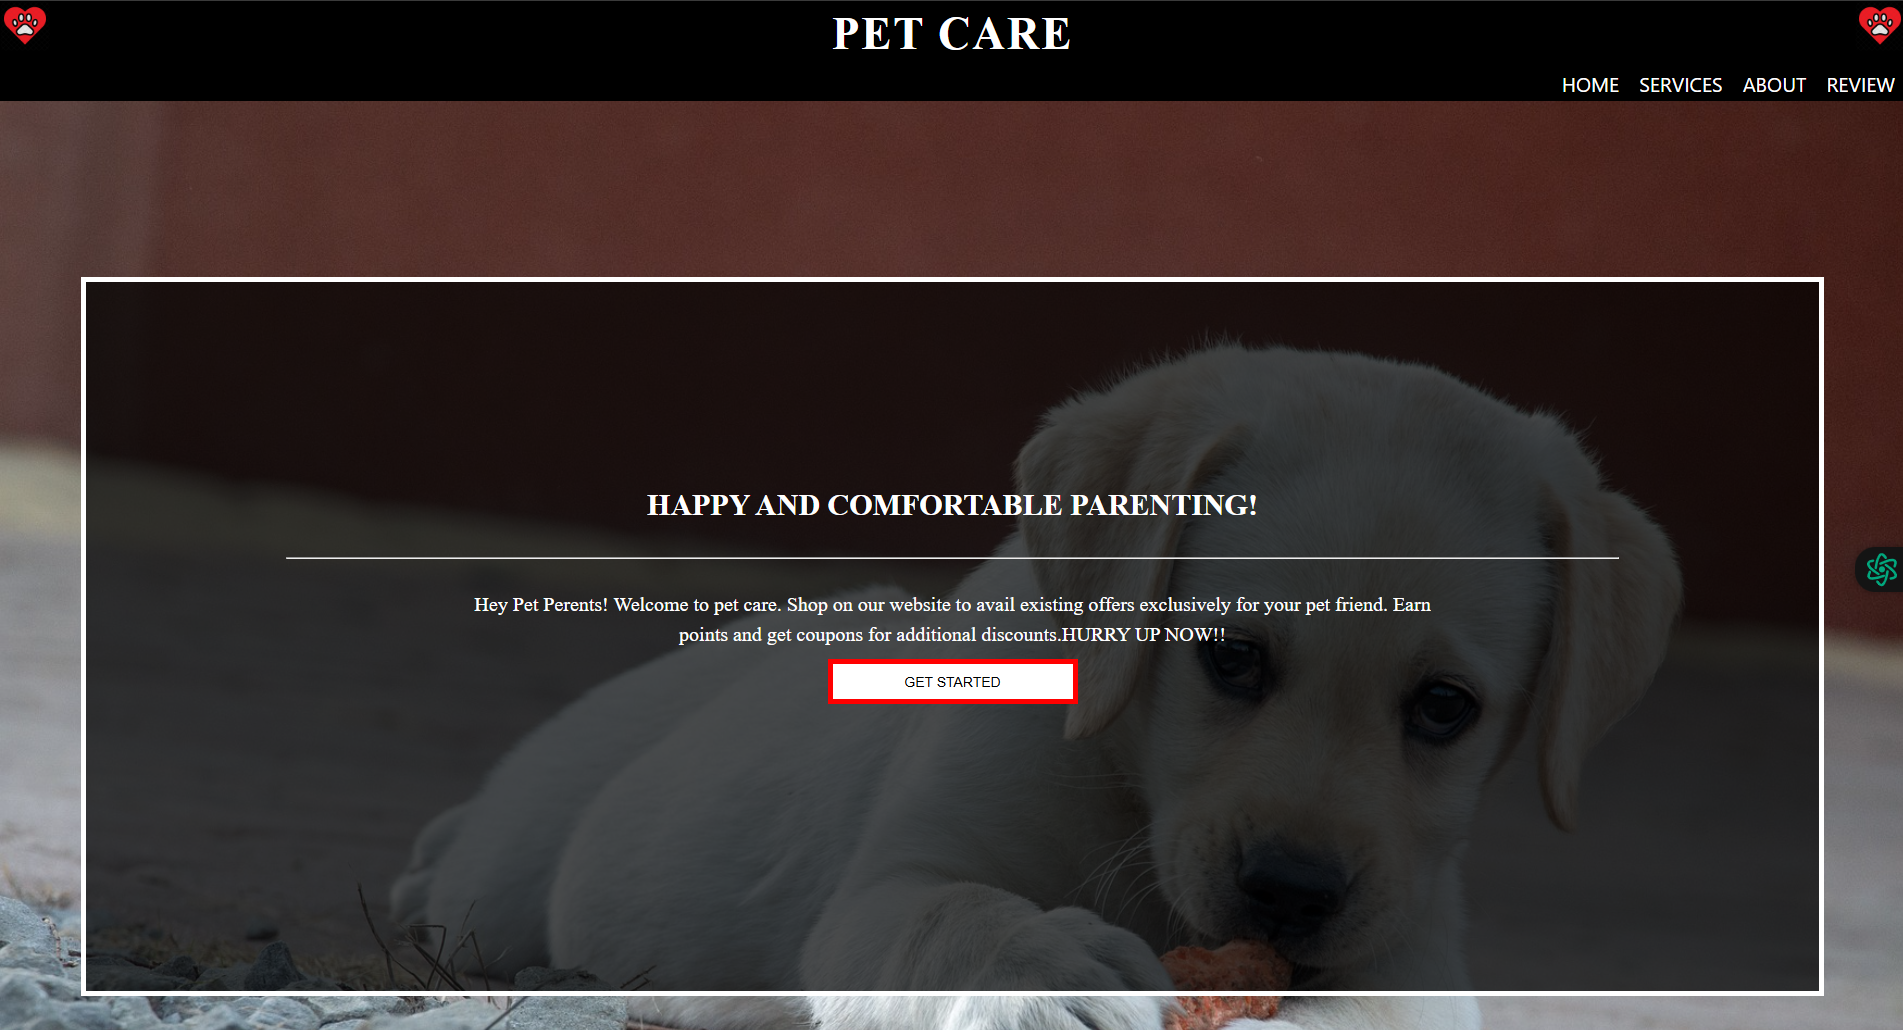 PET CARE
HOME SERVICES ABOUT REVIEW
HAPPY AND COMFORTABLE PARENTING!
Hey Pet Perents! Welcome to pet care. Shop on our website to avail existing offers exclusively for your pet friend. Earn
points and get coupons for additional discounts.HURRY UP NOW!!
GET STARTED